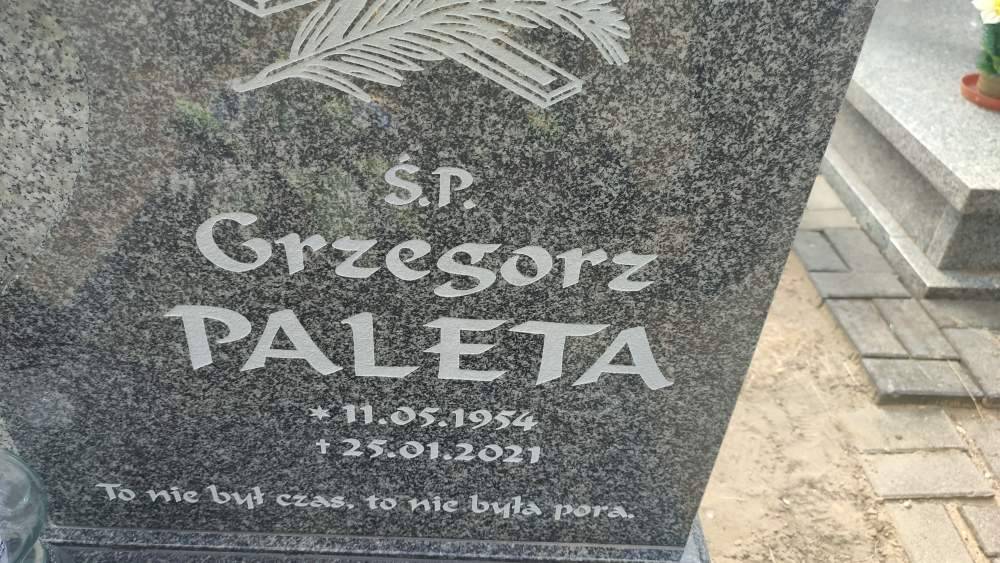 Ś.P.
Grzegorz
PALETA
* 11.05.1954
† 25.01.2021
To nie był czas, to nie była pora.